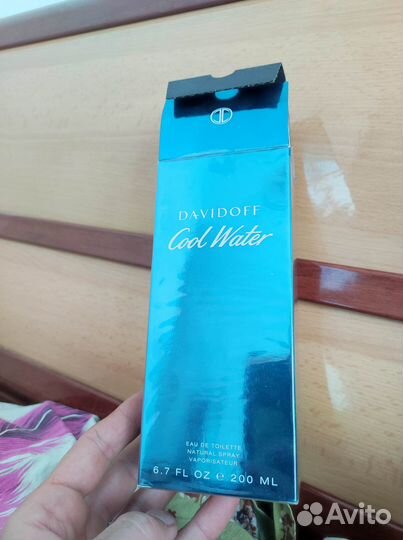 DAVIDOFF
Cool Water
EAU DE TOILETTE
NATURAL SPRAY
VAPORISATEUR
6.7 FL OZ e 200 ML
Avito